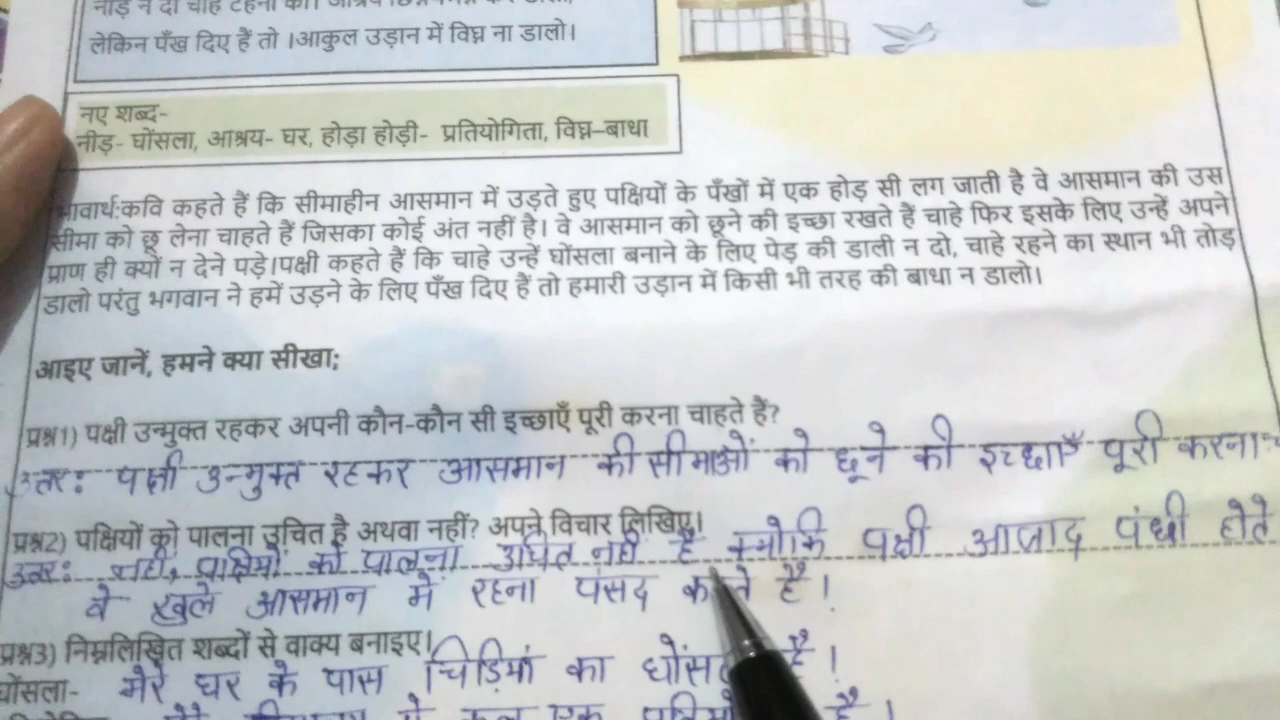 नीड़ न दो चाहे टहनी का
लेकिन पँख दिए हैं तो ।आकुल उड़ान में विघ्न ना डालो।
नए शब्द-
नीड़- घोंसला, आश्रय- घर, होड़ा होड़ी- प्रतियोगिता, विघ्न–बाधा
भावार्थ:कवि कहते हैं कि सीमाहीन आसमान में उड़ते हुए पक्षियों के पँखों में एक होड़ सी लग जाती है वे आसमान की उस
सीमा को छू लेना चाहते हैं जिसका कोई अंत नहीं है। वे आसमान को छूने की इच्छा रखते हैं चाहे फिर इसके लिए उन्हें अपने
प्राण ही क्यों न देने पड़े।पक्षी कहते हैं कि चाहे उन्हें घोंसला बनाने के लिए पेड़ की डाली न दो, चाहे रहने का स्थान भी तोड़
डालो परंतु भगवान ने हमें उड़ने के लिए पँख दिए हैं तो हमारी उड़ान में किसी भी तरह की बाधा न डालो।
आइए जानें, हमने क्या सीखा;
प्रश्न1) पक्षी उन्मुक्त रहकर अपनी कौन-कौन सी इच्छाएँ पूरी करना चाहते हैं?
उत्तर: पक्षी उन्मुक्त रहकर आसमान की सीमाओं को छूने की इच्छाएँ पूरी करना
प्रश्न2) पक्षियों को पालना उचित है अथवा नहीं? अपने विचार लिखिए।
उत्तर: नहीं, पक्षियों को पालना उचित नहीं है क्योकि पक्षी आजाद पंछी होते
वे खुले आसमान में रहना पंसद करते है।
प्रश्न3) निम्नलिखित शब्दों से वाक्य बनाइए।
घोंसला- मेरे घर के पास चिड़ियां का है।